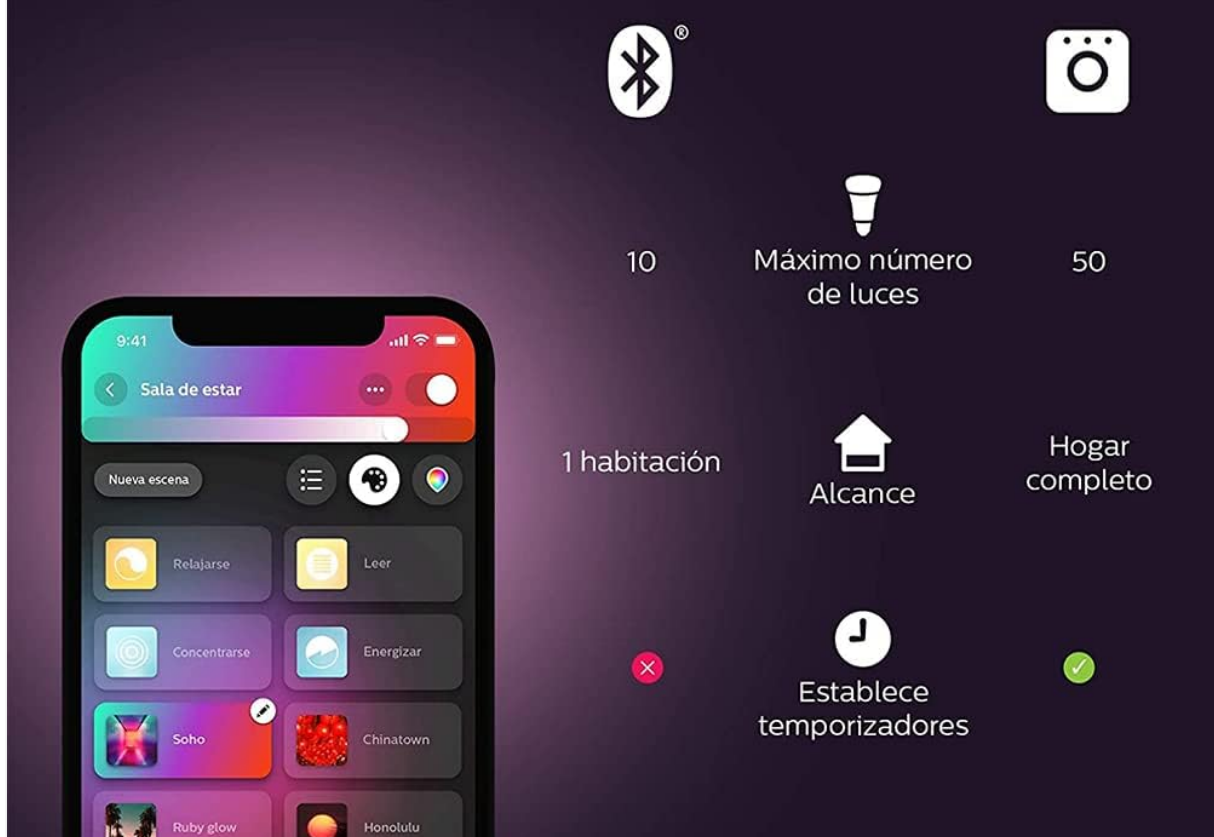 ®
10
Máximo número
de luces
50
1 habitación
Alcance
Hogar
completo
Establece
temporizadores
9:41
Sala de estar
Nueva escena
Relajarse
Leer
Concentrarse
Energizar
Soho
Chinatown
Ruby glow
Honolulu